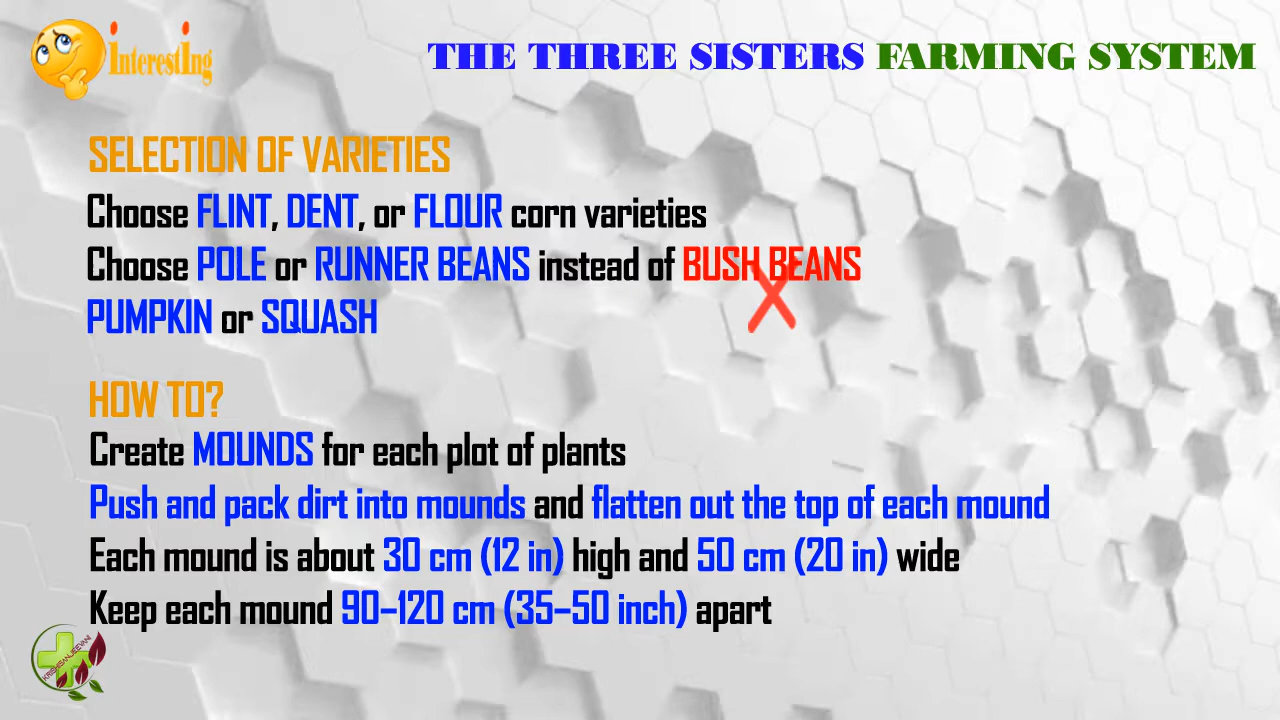 interestIng
THE THREE SISTERS FARMING SYSTEM
SELECTION OF VARIETIES
Choose FLINT, DENT, or FLOUR corn varieties
Choose POLE or RUNNER BEANS instead of BUSH BEANS
PUMPKIN or SQUASH
HOW TO?
Create MOUNDS for each plot of plants
Push and pack dirt into mounds and flatten out the top of each mound
Each mound is about 30 cm (12 in) high and 50 cm (20 in) wide
Keep each mound 90–120 cm (35–50 inch) apart
KRISHSANJEEVANI